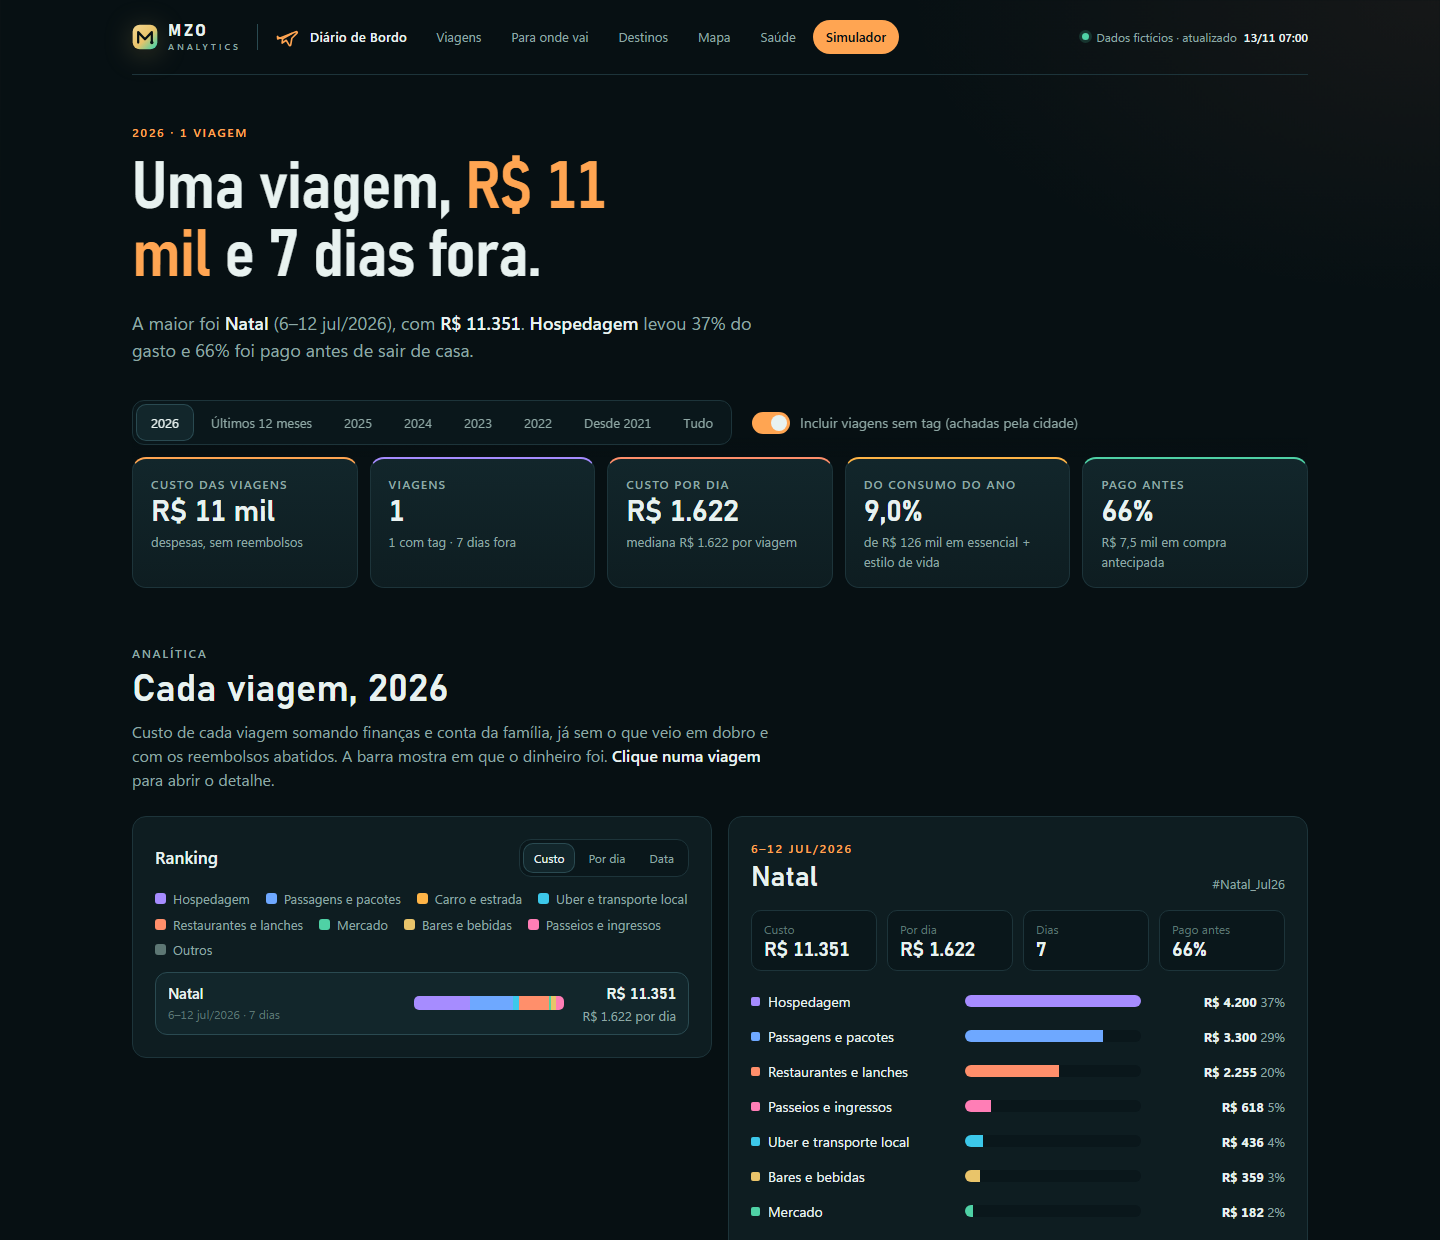 MZO
ANALYTICS
Diário de Bordo
Viagens
Para onde vai
Destinos
Mapa
Saúde
Simulador
Dados fictícios · atualizado 13/11 07:00
2026 · 1 VIAGEM
Uma viagem, R$ 11
mil e 7 dias fora.
A maior foi Natal (6–12 jul/2026), com R$ 11.351. Hospedagem levou 37% do
gasto e 66% foi pago antes de sair de casa.
2026
Últimos 12 meses
2025
2024
2023
2022
Desde 2021
Tudo
Incluir viagens sem tag (achadas pela cidade)
CUSTO DAS VIAGENS
R$ 11 mil
despesas, sem reembolsos
VIAGENS
1
1 com tag · 7 dias fora
CUSTO POR DIA
R$ 1.622
mediana R$ 1.622 por viagem
DO CONSUMO DO ANO
9,0%
de R$ 126 mil em essencial +
estilo de vida
PAGO ANTES
66%
R$ 7,5 mil em compra
antecipada
ANALÍTICA
Cada viagem, 2026
Custo de cada viagem somando finanças e conta da família, já sem o que veio em dobro e
com os reembolsos abatidos. A barra mostra em que o dinheiro foi. Clique numa viagem
para abrir o detalhe.
Ranking
Custo
Por dia
Data
Hospedagem
Passagens e pacotes
Carro e estrada
Uber e transporte local
Restaurantes e lanches
Mercado
Bares e bebidas
Passeios e ingressos
Outros
Natal
R$ 11.351
6–12 jul/2026 · 7 dias
R$ 1.622 por dia
6–12 JUL/2026
Natal
#Natal_Jul26
Custo
R$ 11.351
Por dia
R$ 1.622
Dias
7
Pago antes
66%
Hospedagem R$ 4.200 37%
Passagens e pacotes R$ 3.300 29%
Restaurantes e lanches R$ 2.255 20%
Passeios e ingressos R$ 618 5%
Uber e transporte local R$ 436 4%
Bares e bebidas R$ 359 3%
Mercado R$ 182 2%